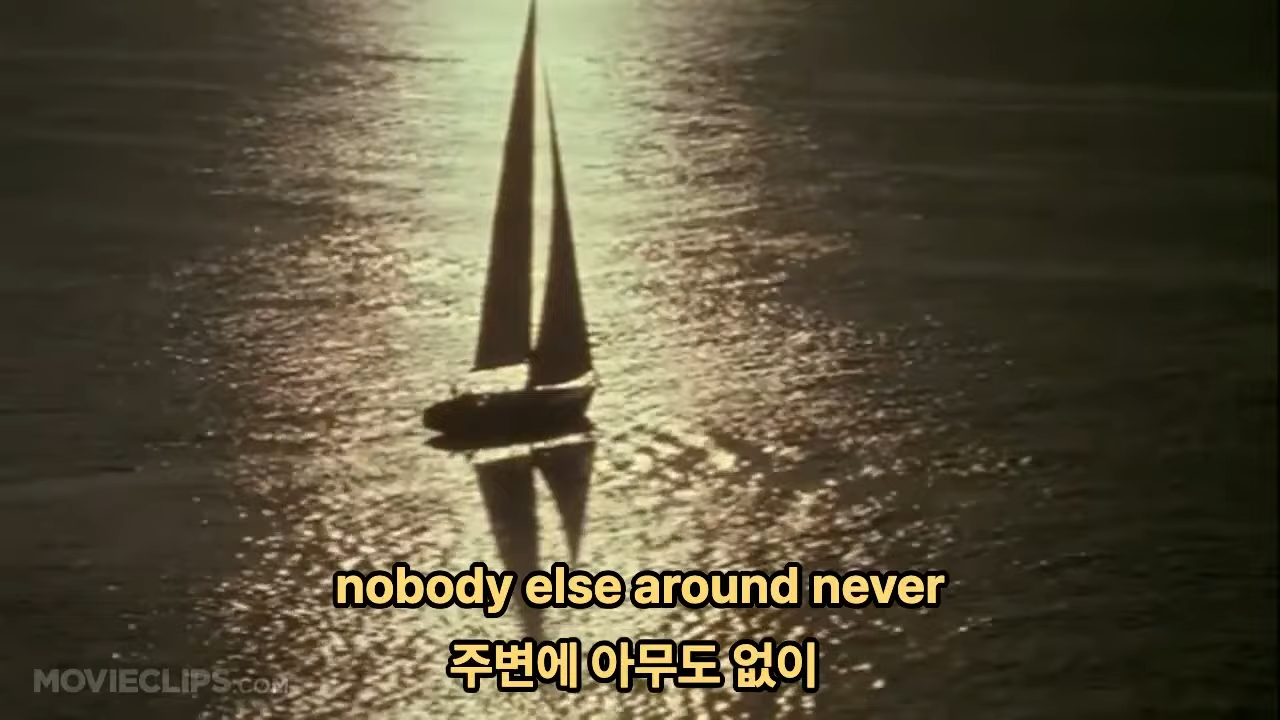 nobody else around never
주변에 아무도 없이
MOVIECLIPS.COM